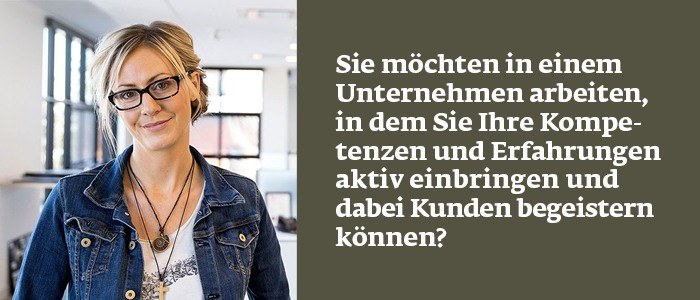 Sie möchten in einem
Unternehmen arbeiten,
in dem Sie Ihre Kompe-
tenzen und Erfahrungen
aktiv einbringen und
dabei Kunden begeistern
können?